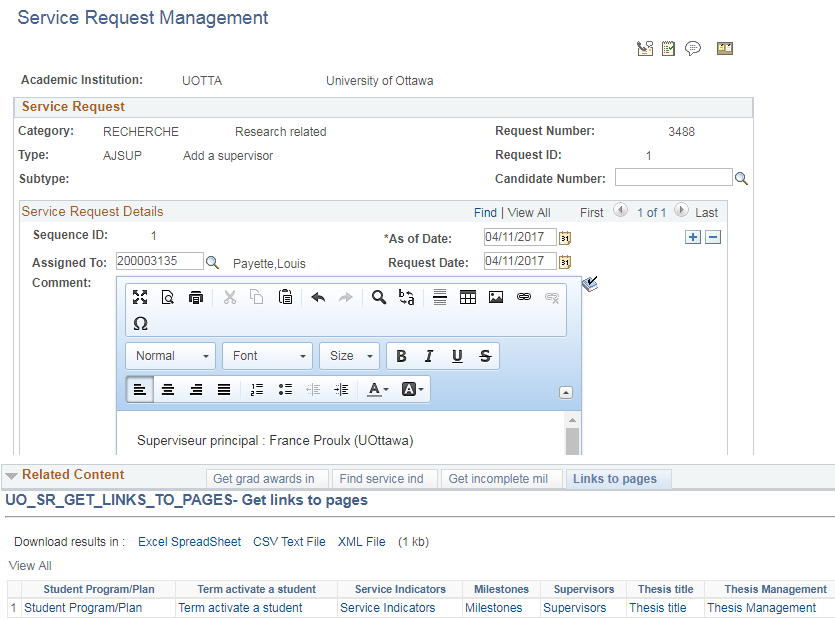 Service Request Management
Academic Institution: UOTTA University of Ottawa
Service Request
Category: RECHERCHE Research related Request Number: 3488
Type: AJSUP Add a supervisor Request ID: 1
Subtype: Candidate Number:
Service Request Details Find | View All First 1 of 1 Last
Sequence ID: 1 *As of Date: 04/11/2017 31
Assigned To: 200003135 Payette,Louis Request Date: 04/11/2017 31
Comment:
Ω
Normal Font Size B I U S
A A
Superviseur principal : France Proulx (UOttawa)
Related Content Get grad awards in Find service ind Get incomplete mil Links to pages
UO_SR_GET_LINKS_TO_PAGES- Get links to pages
Download results in : Excel SpreadSheet CSV Text File XML File (1 kb)
View All
Student Program/Plan Term activate a student Service Indicators Milestones Supervisors Thesis title Thesis Management
1 Student Program/Plan Term activate a student Service Indicators Milestones Supervisors Thesis title Thesis Management